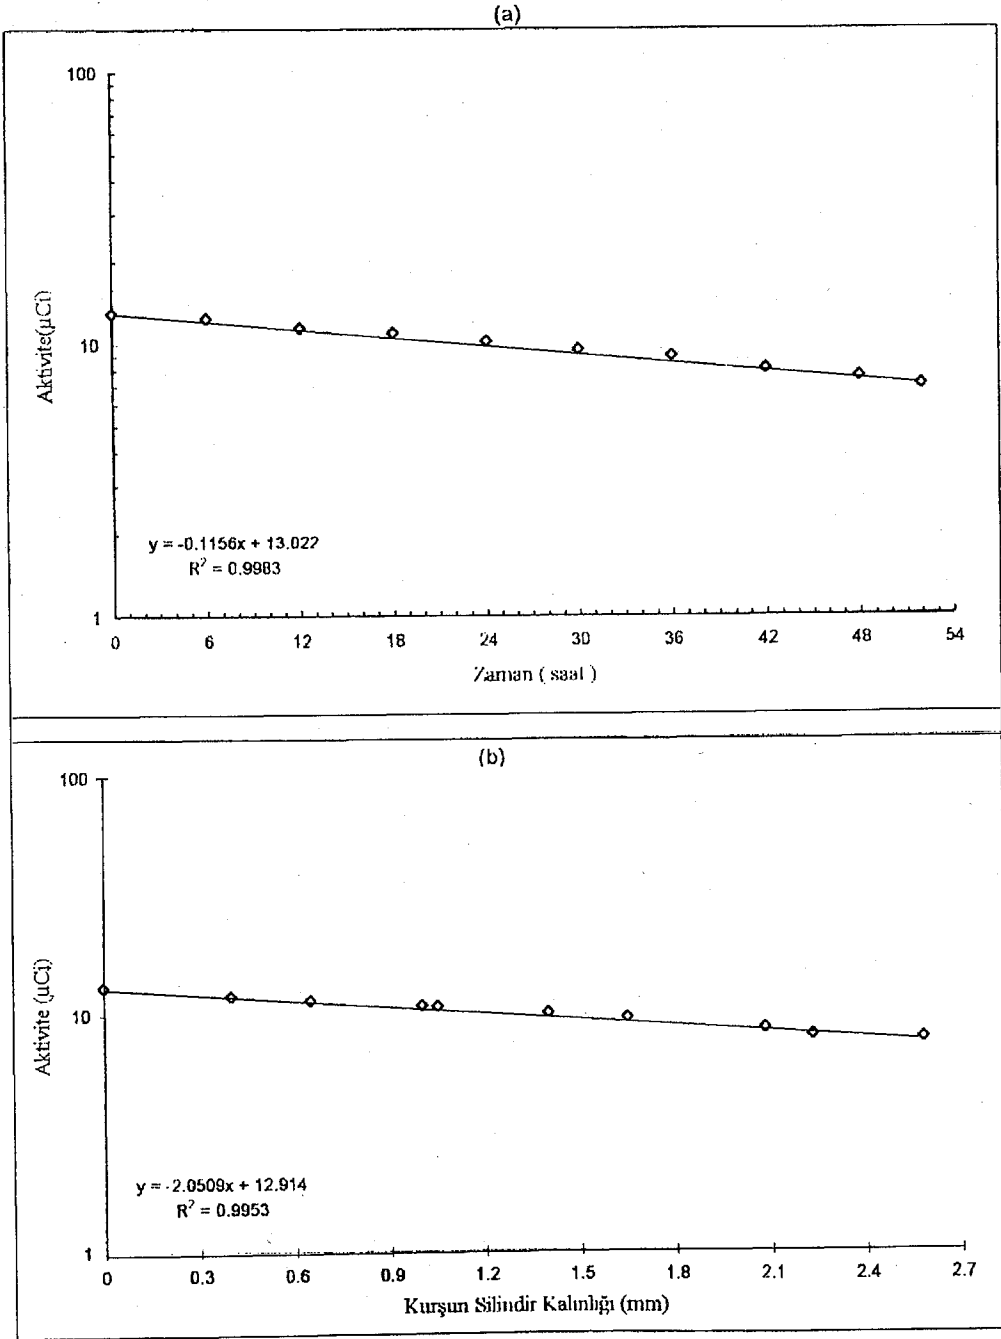 (a)
100
10
1
Aktivite(µCi)
y = -0.1156x + 13.022
R² = 0.9983
0 6 12 18 24 30 36 42 48 54
Zaman ( saat )
(b)
100
10
1
Aktivite (µCi)
y = -2.0509x + 12.914
R² = 0.9953
0 0.3 0.6 0.9 1.2 1.5 1.8 2.1 2.4 2.7
Kurşun Silindir Kalınlığı (mm)